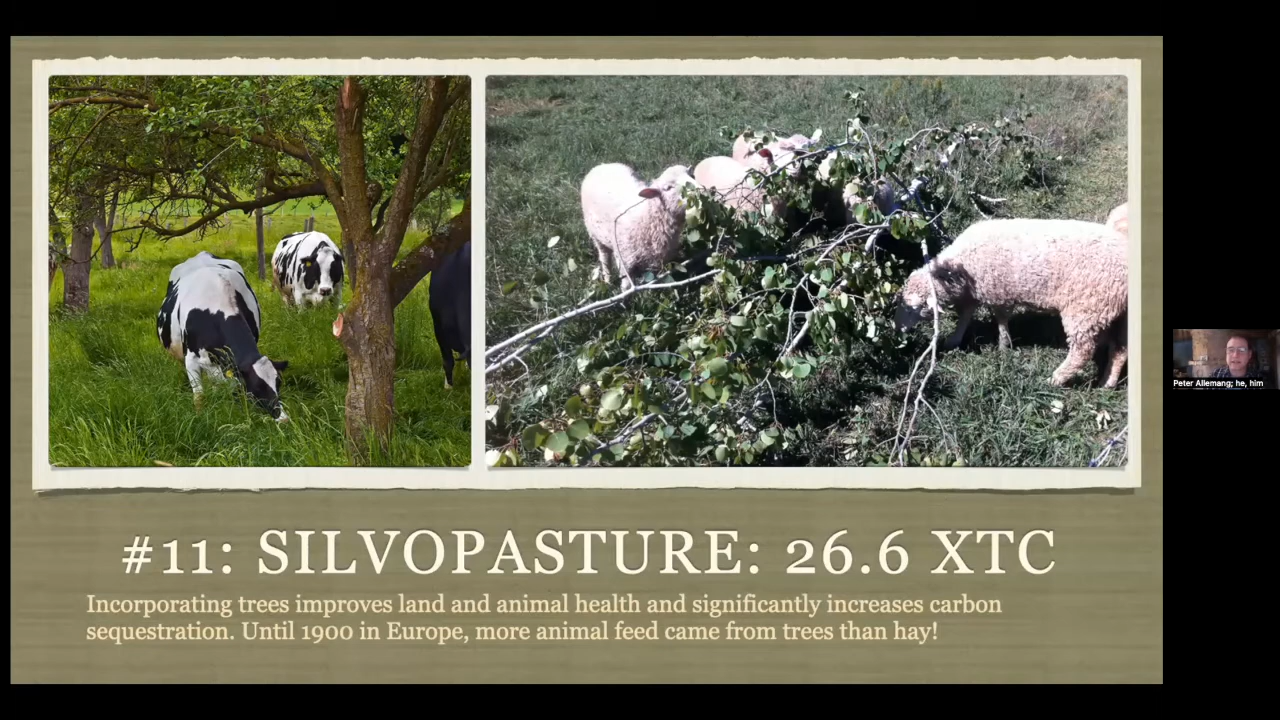 #11: SILVOPASTURE: 26.6 XTC
Incorporating trees improves land and animal health and significantly increases carbon
sequestration. Until 1900 in Europe, more animal feed came from trees than hay!
Peter Allemang; he, him